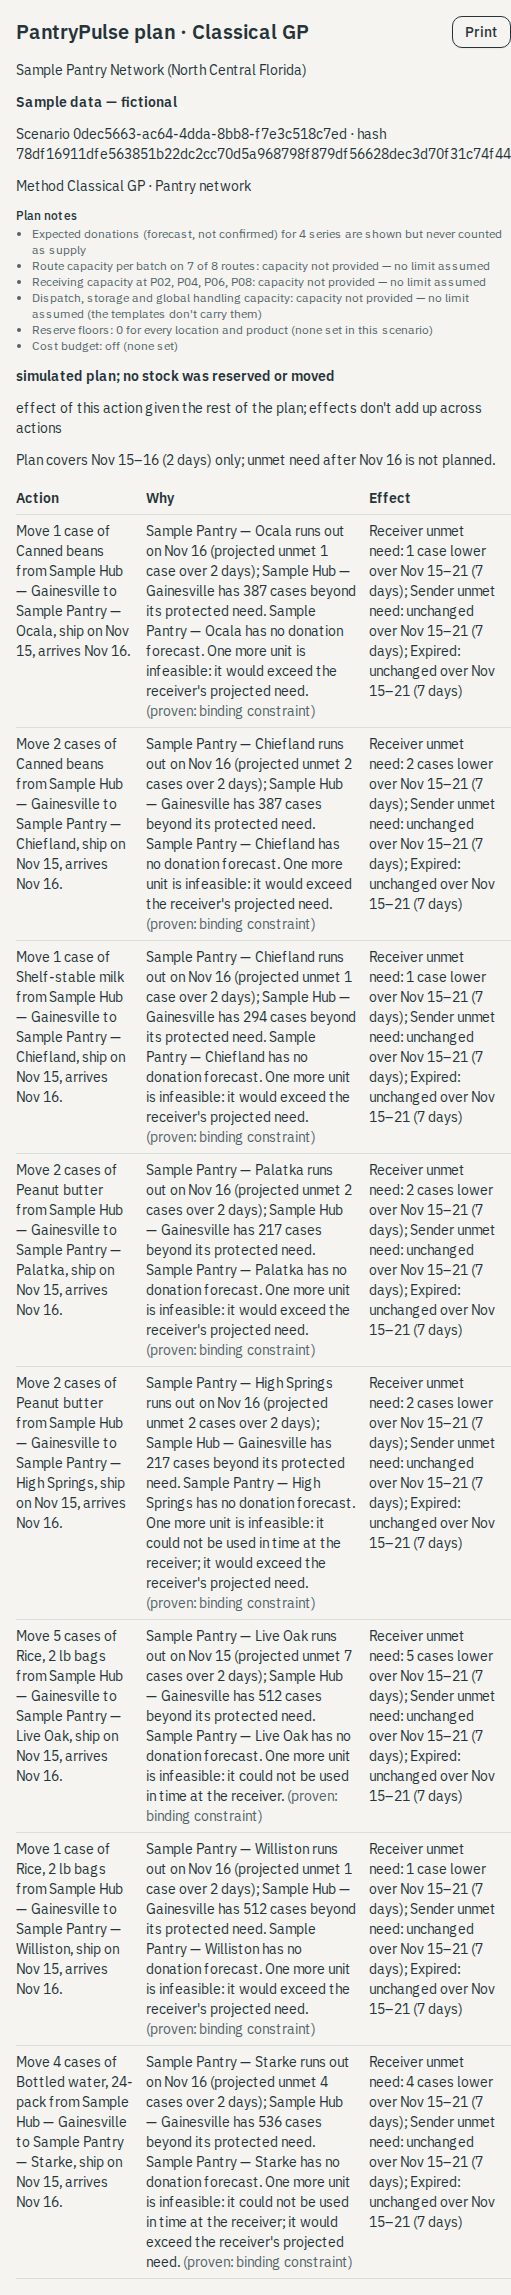 PantryPulse plan · Classical GP
Print
Sample Pantry Network (North Central Florida)
Sample data — fictional
Scenario 0dec5663-ac64-4dda-8bb8-f7e3c518c7ed · hash
78df16911dfe563851b22dc2cc70d5a968798f879df56628dec3d70f31c74f44
Method Classical GP · Pantry network
Plan notes
• Expected donations (forecast, not confirmed) for 4 series are shown but never counted
as supply
• Route capacity per batch on 7 of 8 routes: capacity not provided — no limit assumed
• Receiving capacity at P02, P04, P06, P08: capacity not provided — no limit assumed
• Dispatch, storage and global handling capacity: capacity not provided — no limit
assumed (the templates don't carry them)
• Reserve floors: 0 for every location and product (none set in this scenario)
• Cost budget: off (none set)
simulated plan; no stock was reserved or moved
effect of this action given the rest of the plan; effects don't add up across
actions
Plan covers Nov 15–16 (2 days) only; unmet need after Nov 16 is not planned.
Action
Why
Effect
Move 1 case of
Canned beans
from Sample Hub
— Gainesville to
Sample Pantry —
Ocala, ship on Nov
15, arrives Nov 16.
Sample Pantry — Ocala runs out
on Nov 16 (projected unmet 1
case over 2 days); Sample Hub —
Gainesville has 387 cases beyond
its protected need. Sample
Pantry — Ocala has no donation
forecast. One more unit is
infeasible: it would exceed the
receiver's projected need.
(proven: binding constraint)
Receiver unmet
need: 1 case lower
over Nov 15–21 (7
days); Sender unmet
need: unchanged
over Nov 15–21 (7
days); Expired:
unchanged over Nov
15–21 (7 days)
Move 2 cases of
Canned beans
from Sample Hub
— Gainesville to
Sample Pantry —
Chiefland, ship on
Nov 15, arrives
Nov 16.
Sample Pantry — Chiefland runs
out on Nov 16 (projected unmet 2
cases over 2 days); Sample Hub
— Gainesville has 387 cases
beyond its protected need.
Sample Pantry — Chiefland has
no donation forecast. One more
unit is infeasible: it would exceed
the receiver's projected need.
(proven: binding constraint)
Receiver unmet
need: 2 cases lower
over Nov 15–21 (7
days); Sender unmet
need: unchanged
over Nov 15–21 (7
days); Expired:
unchanged over Nov
15–21 (7 days)
Move 1 case of
Shelf-stable milk
from Sample Hub
— Gainesville to
Sample Pantry —
Chiefland, ship on
Nov 15, arrives
Nov 16.
Sample Pantry — Chiefland runs
out on Nov 16 (projected unmet 1
case over 2 days); Sample Hub —
Gainesville has 294 cases beyond
its protected need. Sample
Pantry — Chiefland has no
donation forecast. One more unit
is infeasible: it would exceed the
receiver's projected need.
(proven: binding constraint)
Receiver unmet
need: 1 case lower
over Nov 15–21 (7
days); Sender unmet
need: unchanged
over Nov 15–21 (7
days); Expired:
unchanged over Nov
15–21 (7 days)
Move 2 cases of
Peanut butter
from Sample Hub
— Gainesville to
Sample Pantry —
Palatka, ship on
Nov 15, arrives
Nov 16.
Sample Pantry — Palatka runs
out on Nov 16 (projected unmet 2
cases over 2 days); Sample Hub
— Gainesville has 217 cases
beyond its protected need.
Sample Pantry — Palatka has no
donation forecast. One more unit
is infeasible: it would exceed the
receiver's projected need.
(proven: binding constraint)
Receiver unmet
need: 2 cases lower
over Nov 15–21 (7
days); Sender unmet
need: unchanged
over Nov 15–21 (7
days); Expired:
unchanged over Nov
15–21 (7 days)
Move 2 cases of
Peanut butter
from Sample Hub
— Gainesville to
Sample Pantry —
High Springs, ship
on Nov 15, arrives
Nov 16.
Sample Pantry — High Springs
runs out on Nov 16 (projected
unmet 2 cases over 2 days);
Sample Hub — Gainesville has
217 cases beyond its protected
need. Sample Pantry — High
Springs has no donation forecast.
One more unit is infeasible: it
could not be used in time at the
receiver; it would exceed the
receiver's projected need.
(proven: binding constraint)
Receiver unmet
need: 2 cases lower
over Nov 15–21 (7
days); Sender unmet
need: unchanged
over Nov 15–21 (7
days); Expired:
unchanged over Nov
15–21 (7 days)
Move 5 cases of
Rice, 2 lb bags
from Sample Hub
— Gainesville to
Sample Pantry —
Live Oak, ship on
Nov 15, arrives
Nov 16.
Sample Pantry — Live Oak runs
out on Nov 15 (projected unmet 7
cases over 2 days); Sample Hub
— Gainesville has 512 cases
beyond its protected need.
Sample Pantry — Live Oak has no
donation forecast. One more unit
is infeasible: it could not be used
in time at the receiver. (proven:
binding constraint)
Receiver unmet
need: 5 cases lower
over Nov 15–21 (7
days); Sender unmet
need: unchanged
over Nov 15–21 (7
days); Expired:
unchanged over Nov
15–21 (7 days)
Move 1 case of
Rice, 2 lb bags
from Sample Hub
— Gainesville to
Sample Pantry —
Williston, ship on
Nov 15, arrives
Nov 16.
Sample Pantry — Williston runs
out on Nov 16 (projected unmet 1
case over 2 days); Sample Hub —
Gainesville has 512 cases beyond
its protected need. Sample
Pantry — Williston has no
donation forecast. One more unit
is infeasible: it would exceed the
receiver's projected need.
(proven: binding constraint)
Receiver unmet
need: 1 case lower
over Nov 15–21 (7
days); Sender unmet
need: unchanged
over Nov 15–21 (7
days); Expired:
unchanged over Nov
15–21 (7 days)
Move 4 cases of
Bottled water, 24-
pack from Sample
Hub — Gainesville
to Sample Pantry
— Starke, ship on
Nov 15, arrives
Nov 16.
Sample Pantry — Starke runs out
on Nov 16 (projected unmet 4
cases over 2 days); Sample Hub
— Gainesville has 536 cases
beyond its protected need.
Sample Pantry — Starke has no
donation forecast. One more unit
is infeasible: it could not be used
in time at the receiver; it would
exceed the receiver's projected
need. (proven: binding constraint)
Receiver unmet
need: 4 cases lower
over Nov 15–21 (7
days); Sender unmet
need: unchanged
over Nov 15–21 (7
days); Expired:
unchanged over Nov
15–21 (7 days)